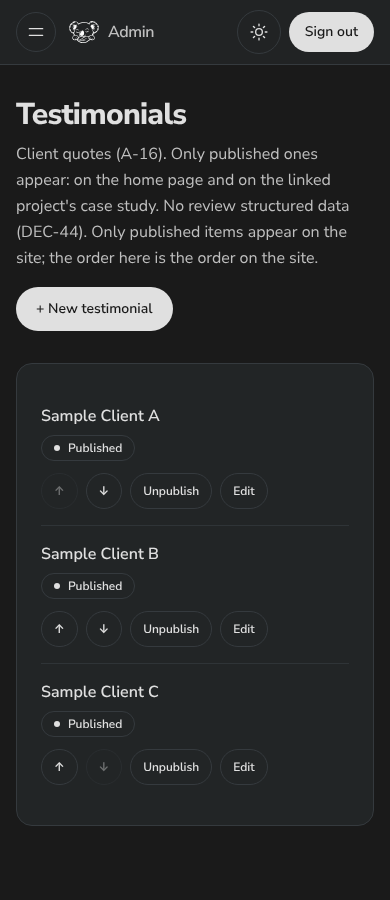 Admin
Sign out
Testimonials
Client quotes (A-16). Only published ones
appear: on the home page and on the linked
project's case study. No review structured data
(DEC-44). Only published items appear on the
site; the order here is the order on the site.
+ New testimonial
Sample Client A
Published
↑ ↓ Unpublish Edit
Sample Client B
Published
↑ ↓ Unpublish Edit
Sample Client C
Published
↑ ↓ Unpublish Edit